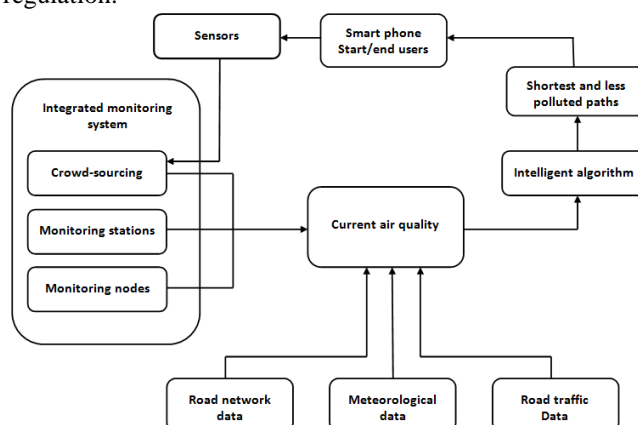 regulation.
Sensors
Smart phone
Start/end users
Shortest and less
polluted paths
Integrated monitoring
system
Crowd-sourcing
Intelligent algorithm
Monitoring stations
Current air quality
Monitoring nodes
Road network
data
Meteorological
data
Road traffic
Data